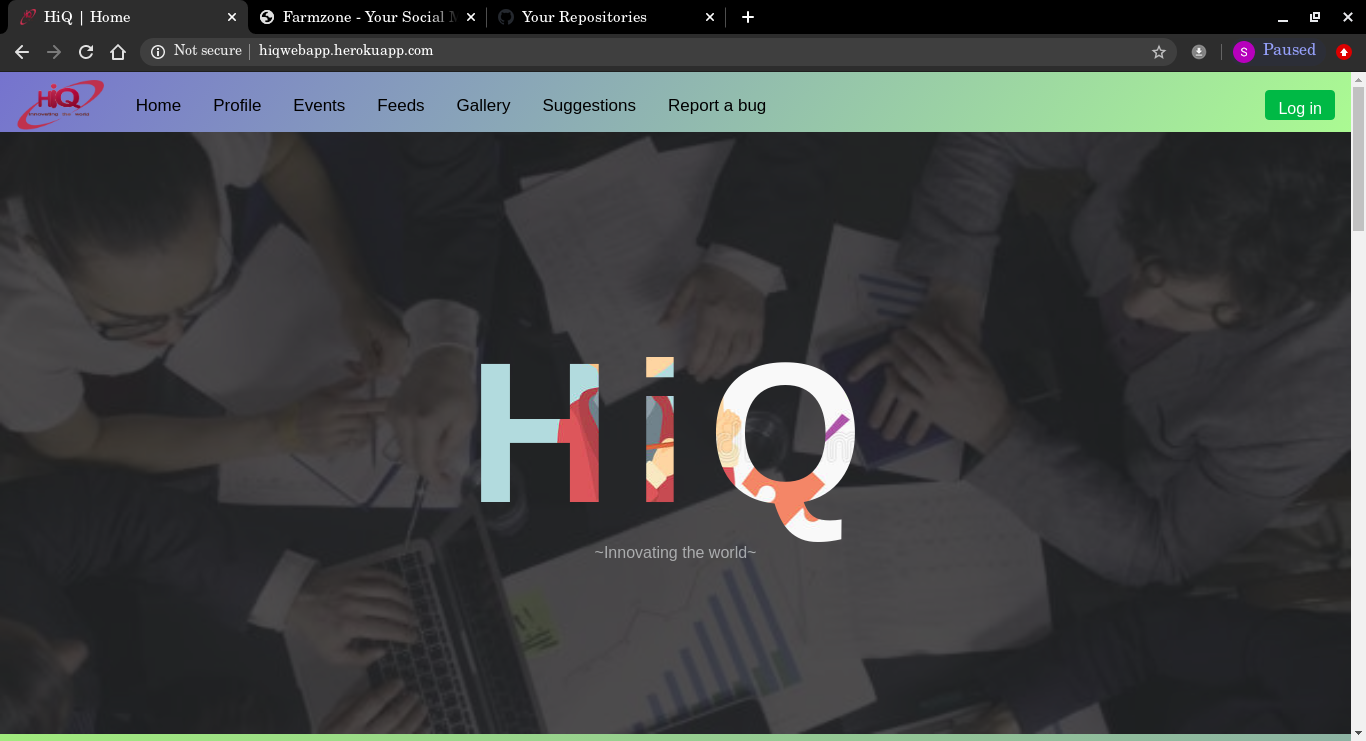 HiQ | Home
Farmzone - Your Social M
Your Repositories
Not secure
hiqwebapp.herokuapp.com
S
Paused
HiQ
Innovating the world
Home
Profile
Events
Feeds
Gallery
Suggestions
Report a bug
Log in
HiQ
~Innovating the world~